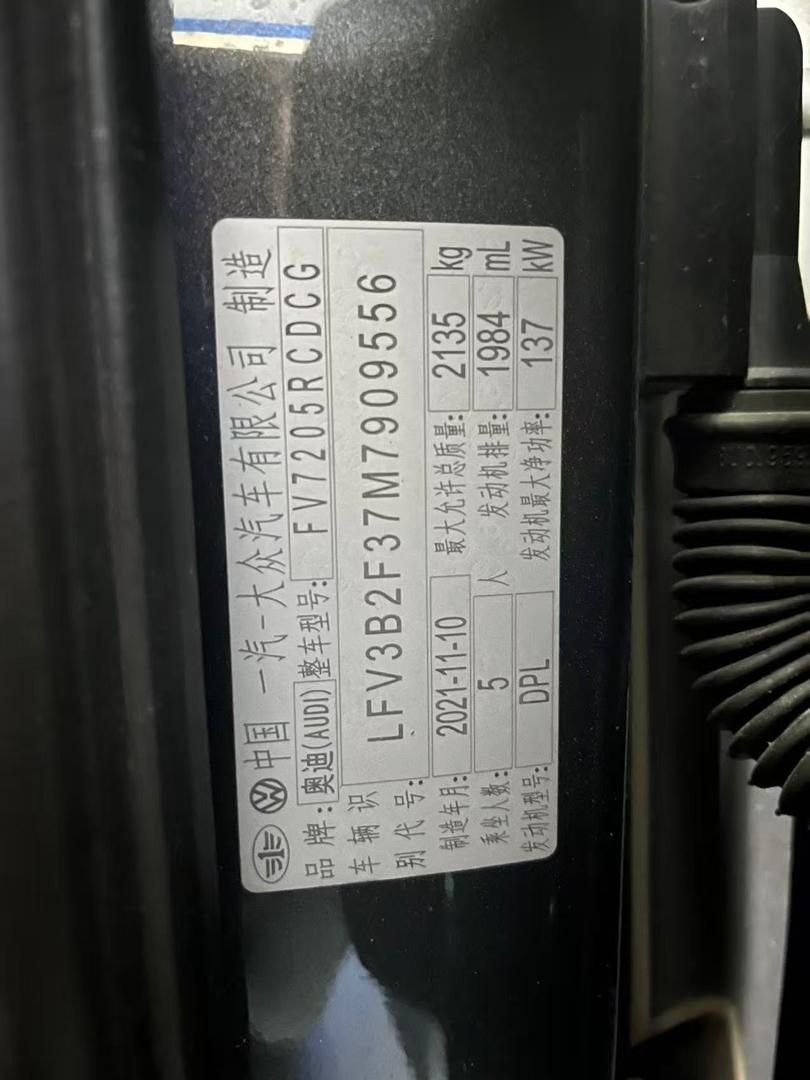 中国 一汽-大众汽车有限公司 制造
品牌: 奥迪(AUDI) 整车型号: FV7205RCDCG
车辆识别代号: LFV3B2F37M7909556
制造年月: 2021-11-10 最大允许总质量: 2135 kg
乘坐人数: 5 人 发动机排量: 1984 mL
发动机型号: DPL 发动机最大净功率: 137 kW